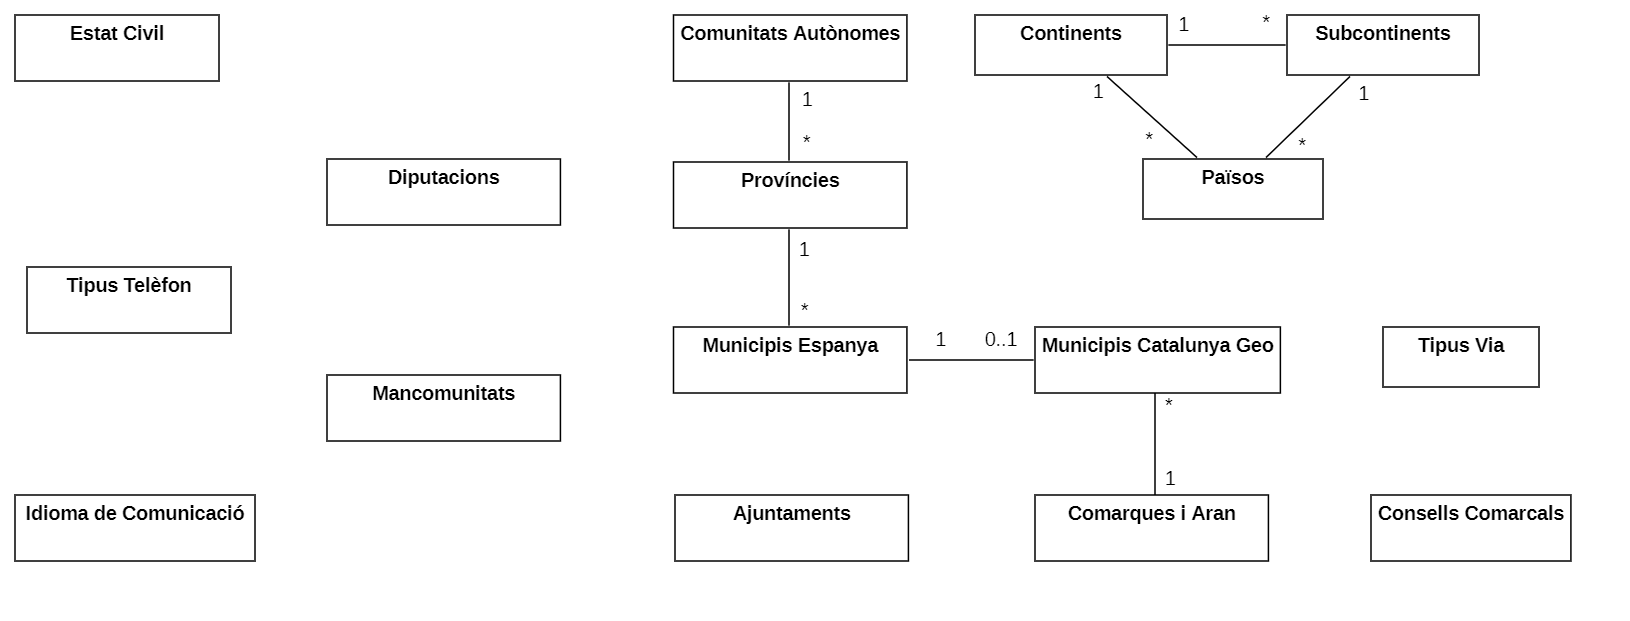 Estat Civil
Comunitats Autònomes
Continents
1
*
Subcontinents
1
*
1
*
1
*
Diputacions
Províncies
Països
1
*
Tipus Telèfon
Municipis Espanya
1
0..1
Municipis Catalunya Geo
Tipus Via
Mancomunitats
*
1
Idioma de Comunicació
Ajuntaments
Comarques i Aran
Consells Comarcals